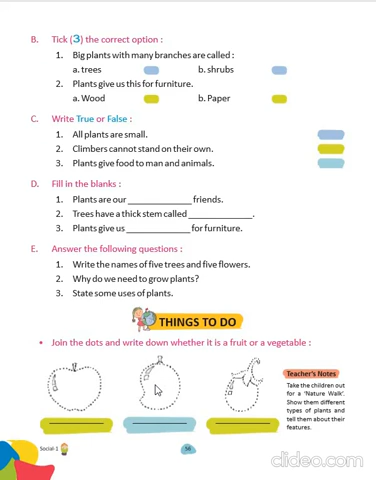 B. Tick (3) the correct option :
1. Big plants with many branches are called :
a. trees b. shrubs
2. Plants give us this for furniture.
a. Wood b. Paper
C. Write True or False :
1. All plants are small.
2. Climbers cannot stand on their own.
3. Plants give food to man and animals.
D. Fill in the blanks :
1. Plants are our ______________ friends.
2. Trees have a thick stem called ______________.
3. Plants give us ______________ for furniture.
E. Answer the following questions :
1. Write the names of five trees and five flowers.
2. Why do we need to grow plants?
3. State some uses of plants.
THINGS TO DO
• Join the dots and write down whether it is a fruit or a vegetable :
Teacher's Notes
Take the children out
for a 'Nature Walk'.
Show them different
types of plants and
tell them about their
features.
Social-1
58
clideo.com